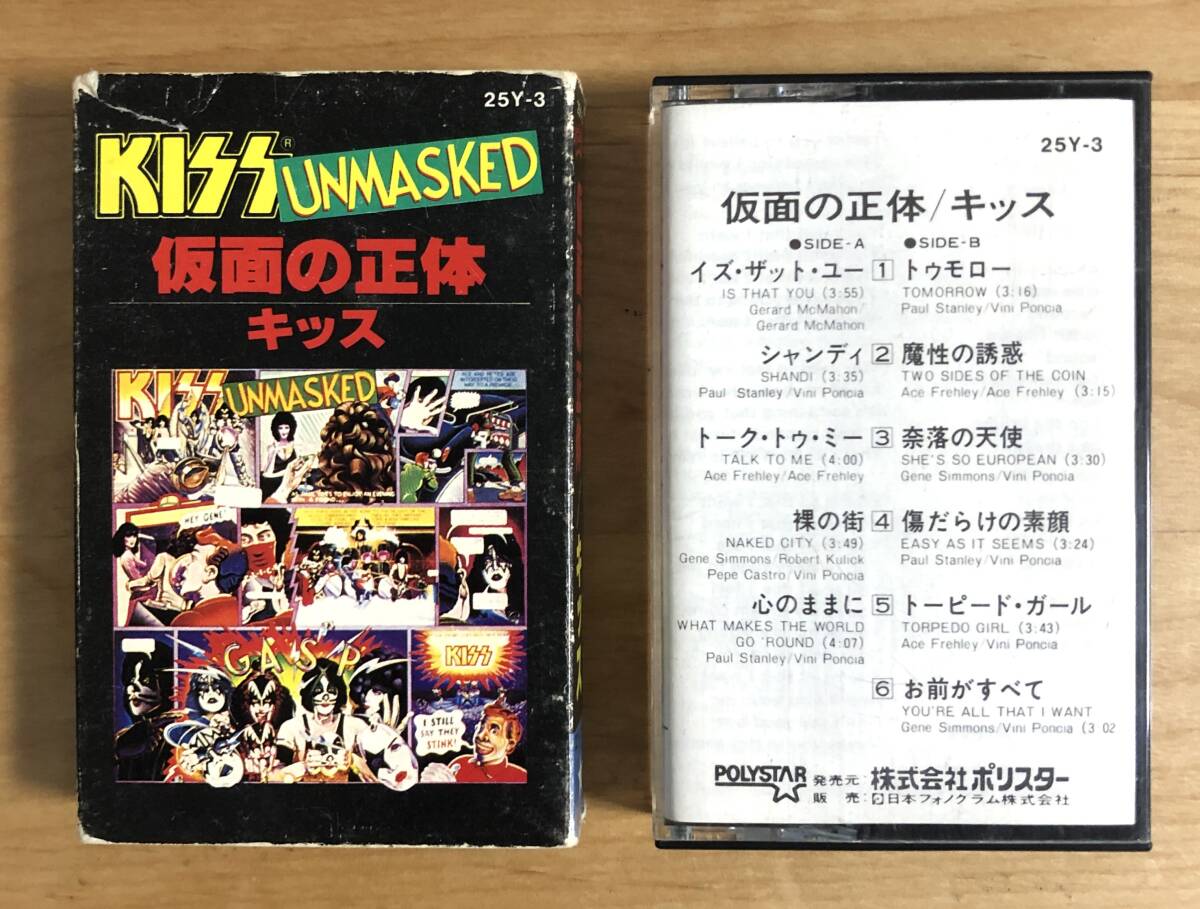 25Y-3
KISS® UNMASKED
仮面の正体
キッス
KISS UNMASKED
HEY GENE!
GASP
KISS
I STILL
SAY THEY
STINK!
25Y-3
仮面の正体/キッス
●SIDE-A ●SIDE-B
イズ・ザット・ユー 1 トゥモロー
IS THAT YOU (3:55) TOMORROW (3:16)
Gerard McMahon/ Paul Stanley/Vini Poncia
Gerard McMahon
シャンディ 2 魔性の誘惑
SHANDI (3:35) TWO SIDES OF THE COIN
Paul Stanley/Vini Poncia Ace Frehley/Ace Frehley (3:15)
トーク・トゥ・ミー 3 奈落の天使
TALK TO ME (4:00) SHE'S SO EUROPEAN (3:30)
Ace Frehley/Ace Frehley Gene Simmons/Vini Poncia
裸の街 4 傷だらけの素顔
NAKED CITY (3:49) EASY AS IT SEEMS (3:24)
Gene Simmons/Robert Kulick Paul Stanley/Vini Poncia
Pepe Castro/Vini Poncia
心のままに 5 トーピード・ガール
WHAT MAKES THE WORLD TORPEDO GIRL (3:43)
GO 'ROUND (4:07) Ace Frehley/Vini Poncia
Paul Stanley/Vini Poncia
6 お前がすべて
YOU'RE ALL THAT I WANT
Gene Simmons/Vini Poncia (3 02
POLYSTAR 発売元:株式会社ポリスター
販 売:日本フォノグラム株式会社